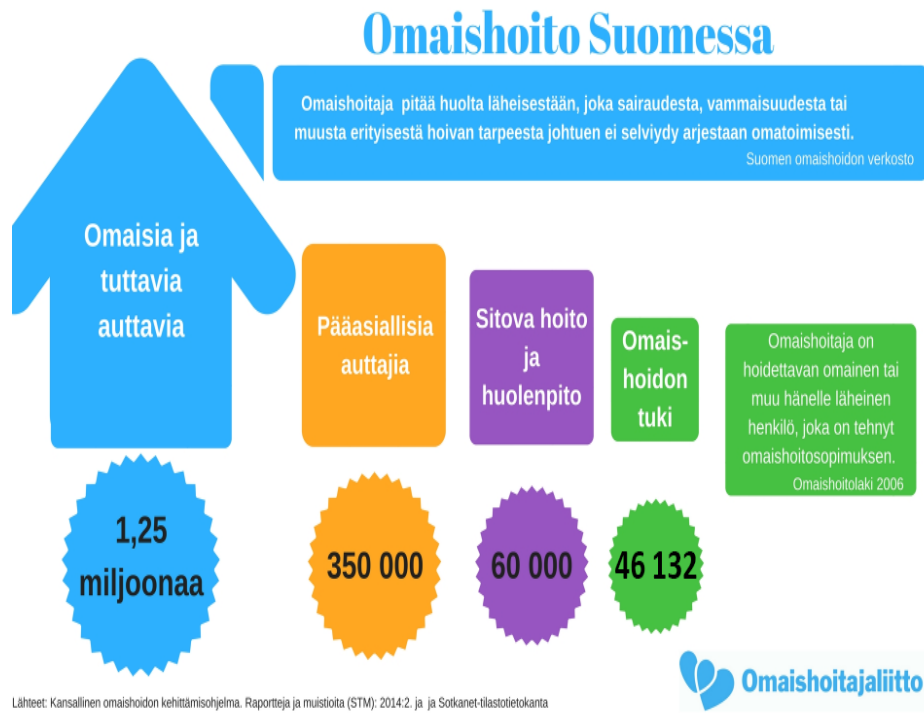 Omaishoito Suomessa
Omaishoitaja pitää huolta läheisestään, joka sairaudesta, vammaisuudesta tai
muusta erityisestä hoivan tarpeesta johtuen ei selviydy arjestaan omatoimisesti.
Suomen omaishoidon verkosto
Omaisia ja
tuttavia
auttavia
Pääasiallisia
auttajia
Sitova hoito
ja
huolenpito
Omais-
hoidon
tuki
Omaishoitaja on
hoidettavan omainen tai
muu hänelle läheinen
henkilö, joka on tehnyt
omaishoitosopimuksen.
Omaishoitolaki 2006
1,25
miljoonaa
350 000
60 000
46 132
Omaishoitajaliitto
Lähteet: Kansallinen omaishoidon kehittämisohjelma. Raportteja ja muistioita (STM): 2014:2. ja ja Sotkanet-tilastotietokanta